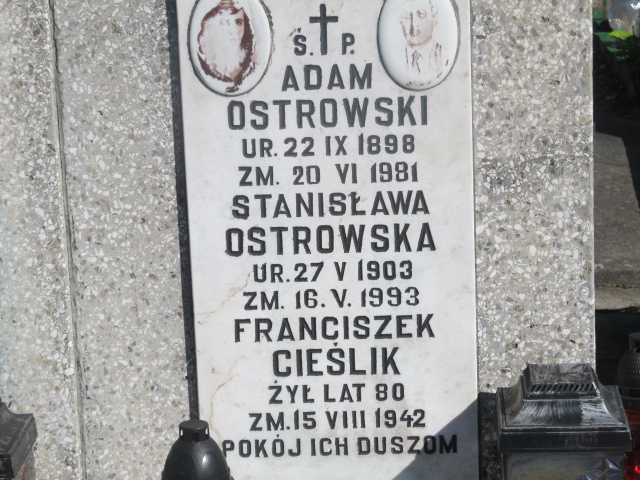 Ś. P.
ADAM
OSTROWSKI
UR. 22 IX 1898
ZM. 20 VI 1981
STANISŁAWA
OSTROWSKA
UR. 27 V 1903
ZM. 16. V. 1993
FRANCISZEK
CIEŚLIK
ŻYŁ LAT 80
ZM. 15 VIII 1942
POKÓJ ICH DUSZOM